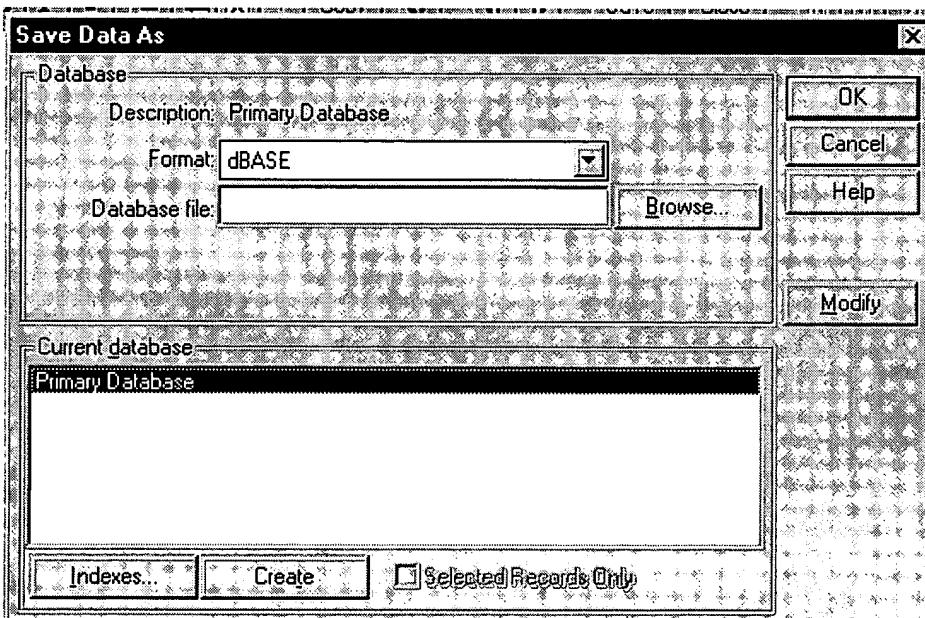 Save Data As
Database
Description: Primary Database
Format: dBASE
Database file:
Browse...
OK
Cancel
Help
Modify
Current database
Primary Database
Indexes...
Create
Selected Records Only